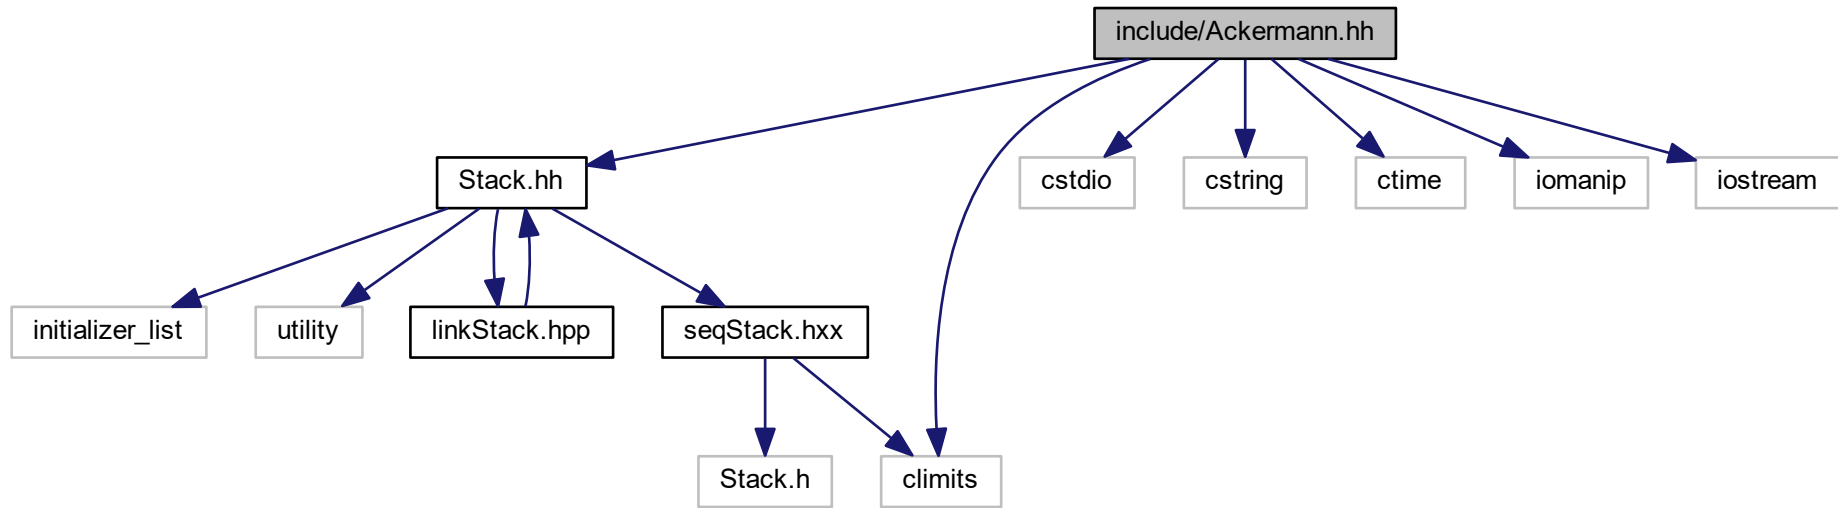 include/Ackermann.hh
Stack.hh
cstdio
cstring
ctime
iomanip
iostream
initializer_list
utility
linkStack.hpp
seqStack.hxx
Stack.h
climits